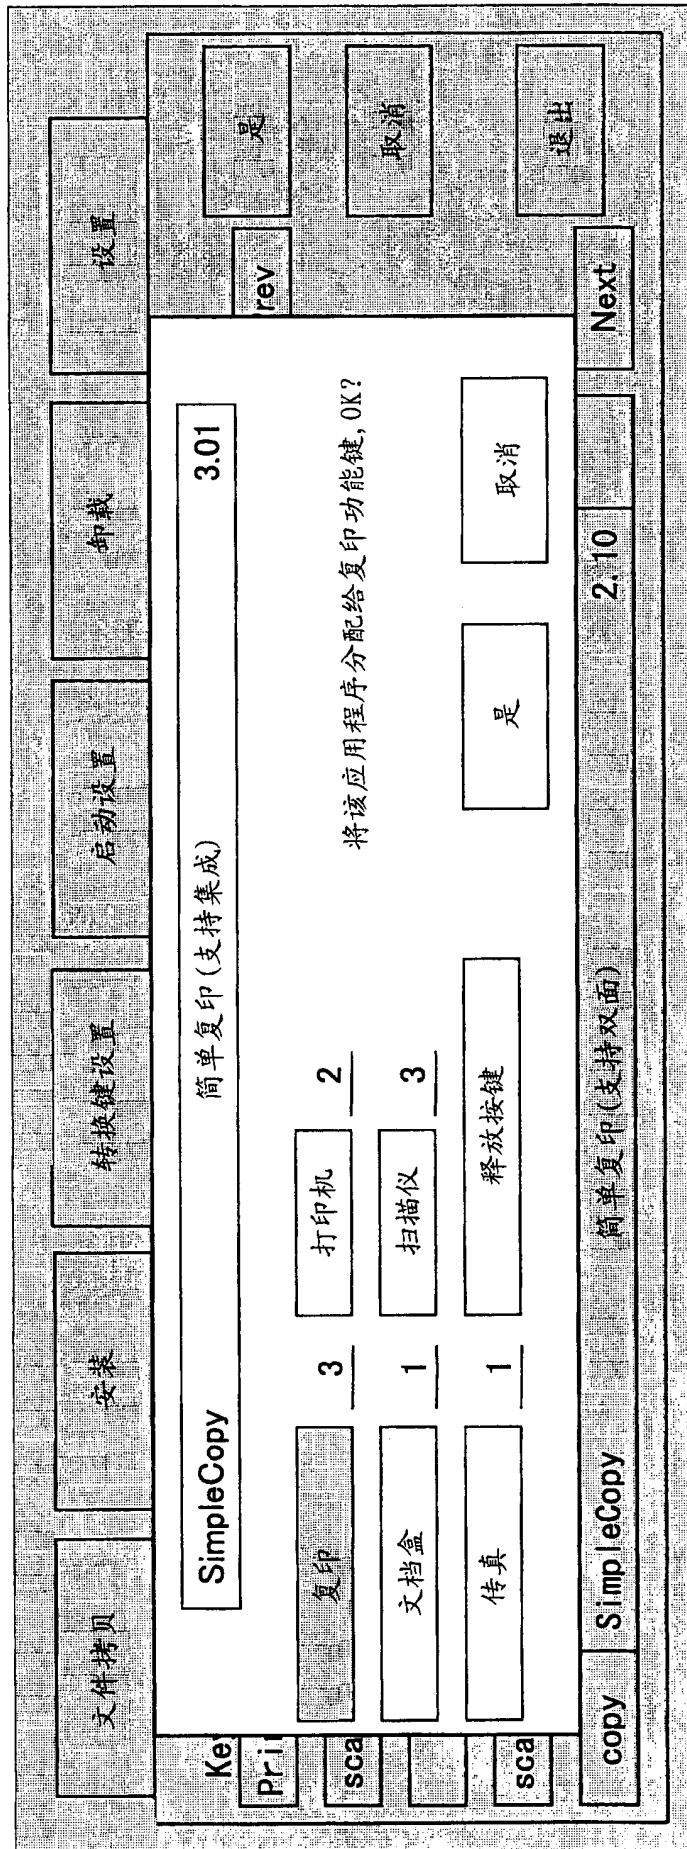 文件拷贝
安装
转换键设置
启动设置
卸载
设置
Ke
SimpleCopy 简单复印(支持集成) 3.01
Pri
rev
是
复印 3 打印机 2
将该应用程序分配给复印功能键,OK?
sca
文档盒 1 扫描仪 3
取消
传真 1 释放按键 是 取消
sca
退出
copy SimpleCopy 简单复印(支持双面) 2.10 Next